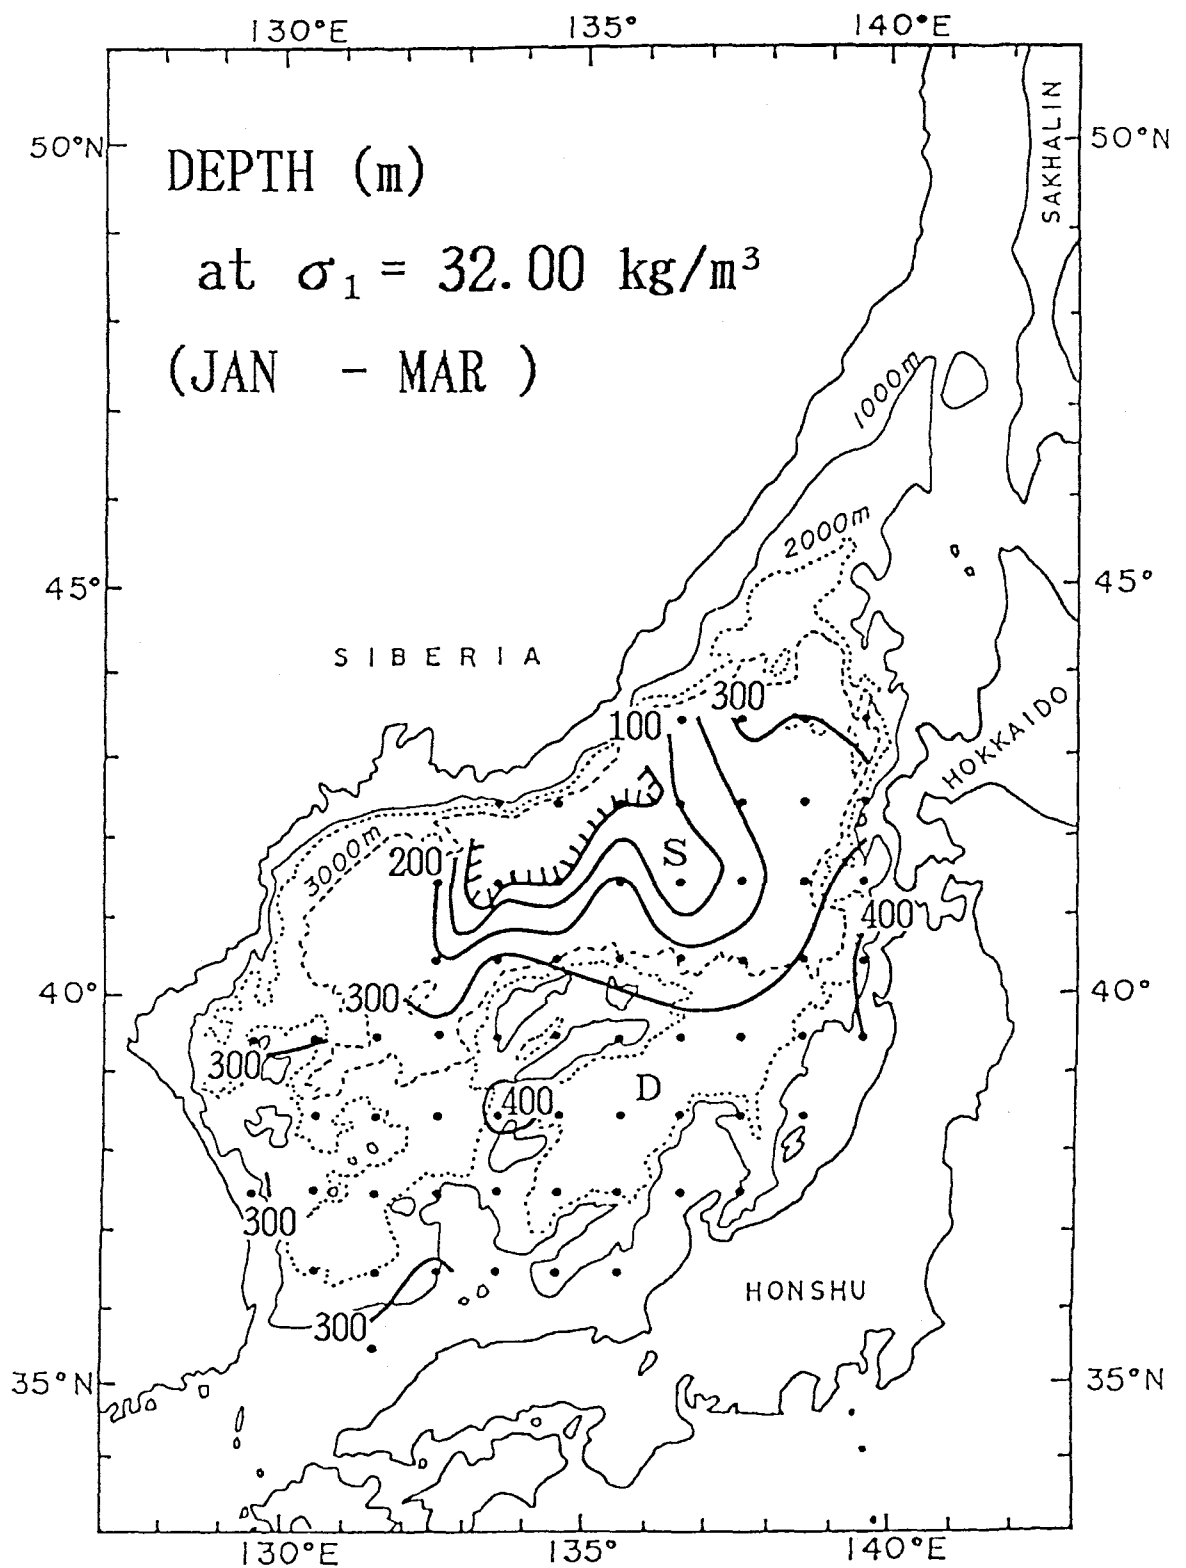 130°E 135° 140°E
50°N 50°N
SAKHALIN
DEPTH (m)
at σ₁ = 32.00 kg/m³
(JAN - MAR )
1000m
2000m
45° 45°
SIBERIA
300
100
HOKKAIDO
3000m
200
S
400
40° 40°
300
300
D
400
300
HONSHU
300
35°N 35°N
130°E 135° 140°E